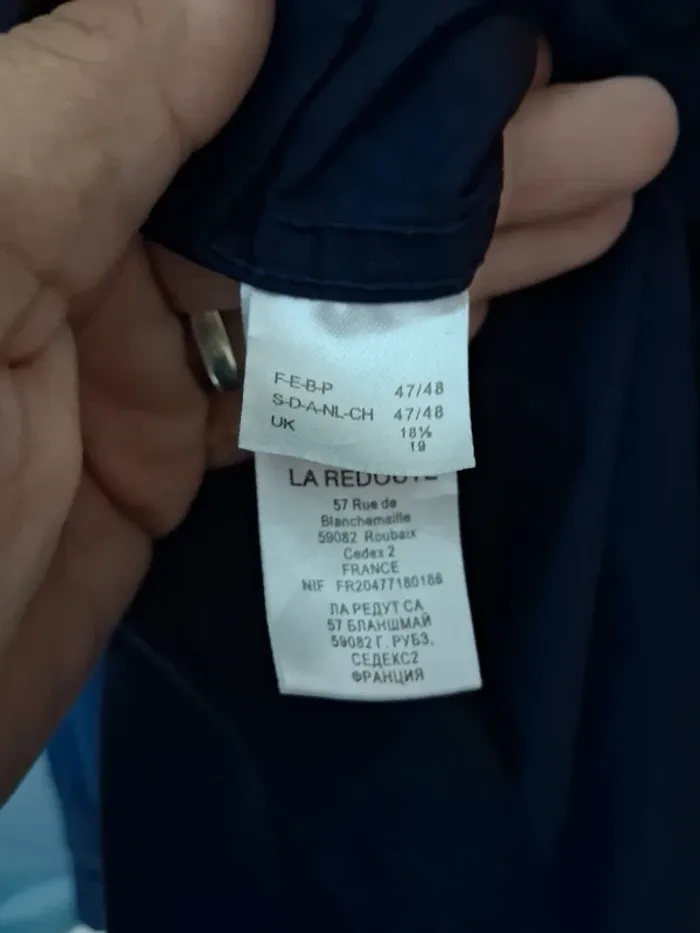 F-E-B-P 47/48
S-D-A-NL-CH 47/48
UK 18½
19
LA REDOUTE
57 Rue de
Blanchemaille
59082 Roubaix
Cedex 2
FRANCE
NIF FR20477180186
ЛА РЕДУТ СА
57 БЛАНШМАЙ
59082 Г. РУБЭ,
СЕДЕКС2
ФРАНЦИЯ